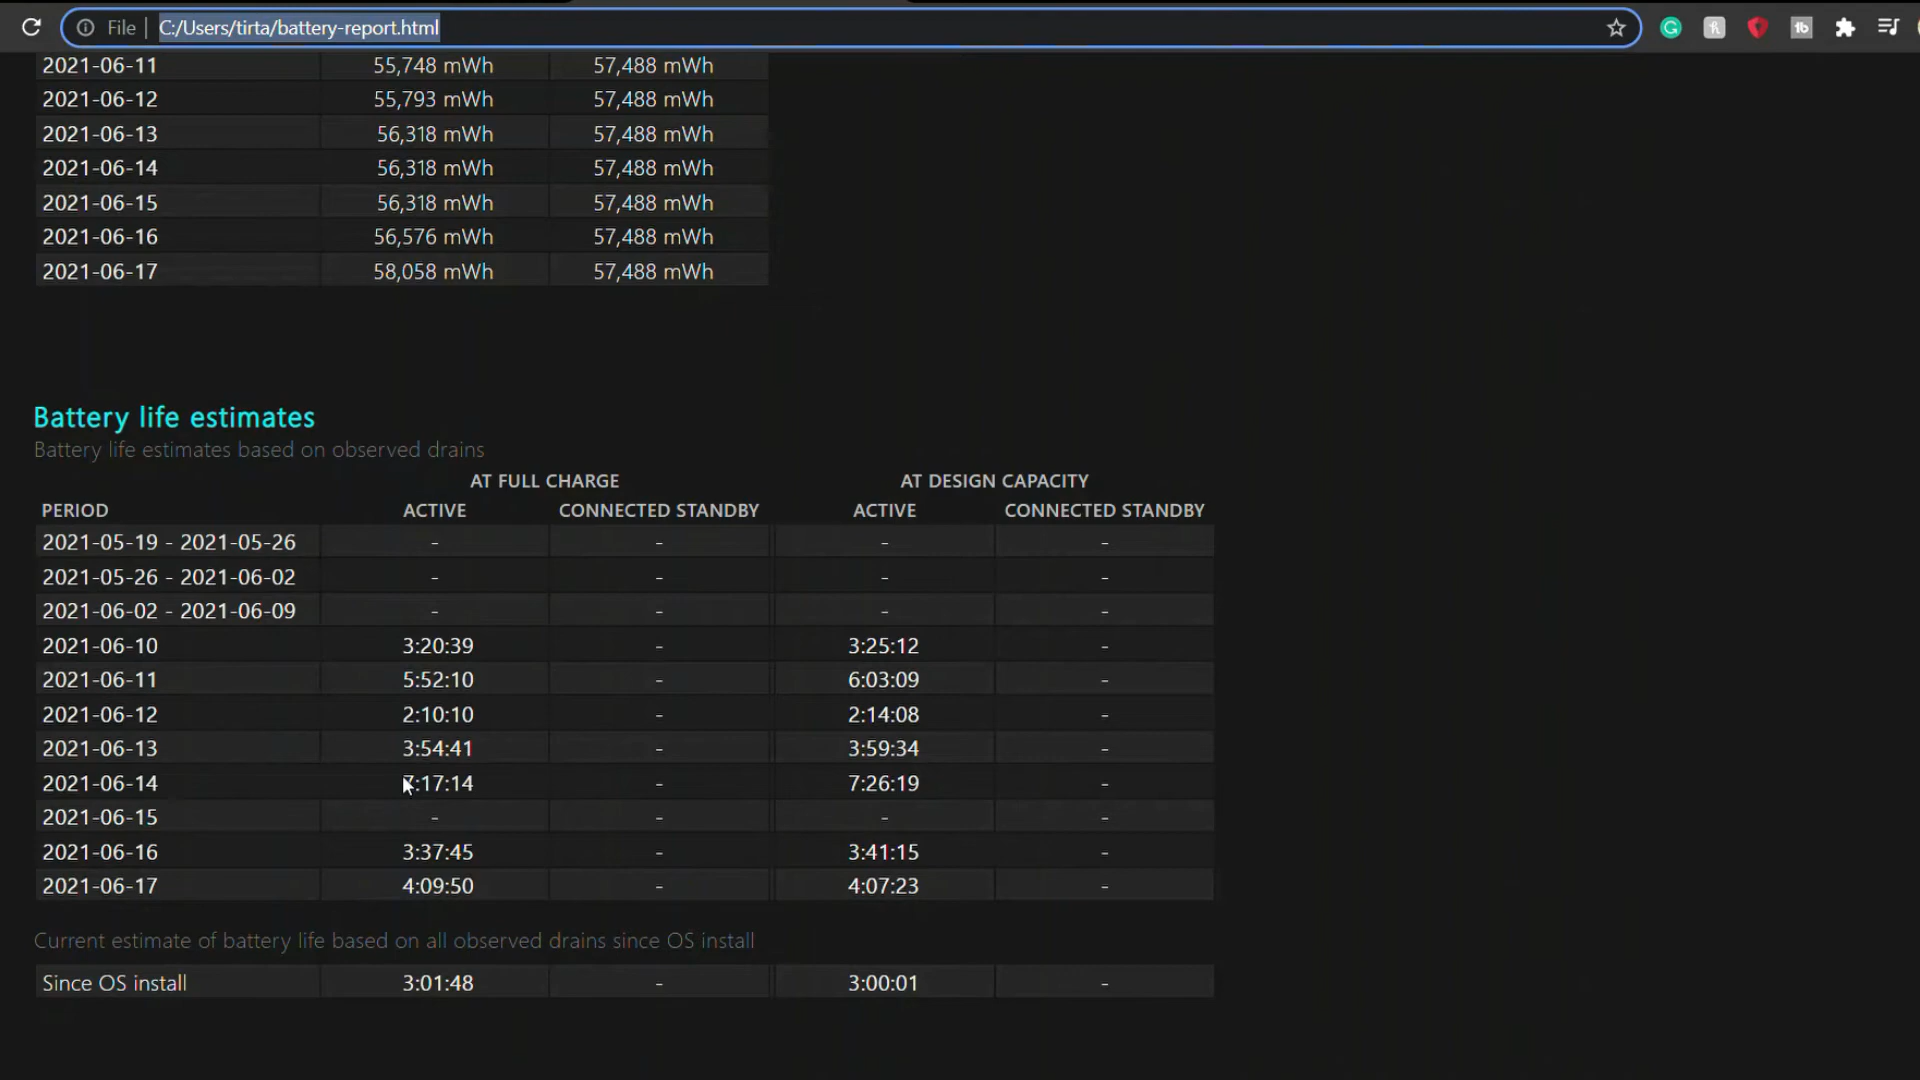 File | C:/Users/tirta/battery-report.html
2021-06-11 55,748 mWh 57,488 mWh
2021-06-12 55,793 mWh 57,488 mWh
2021-06-13 56,318 mWh 57,488 mWh
2021-06-14 56,318 mWh 57,488 mWh
2021-06-15 56,318 mWh 57,488 mWh
2021-06-16 56,576 mWh 57,488 mWh
2021-06-17 58,058 mWh 57,488 mWh
Battery life estimates
Battery life estimates based on observed drains
AT FULL CHARGE AT DESIGN CAPACITY
PERIOD ACTIVE CONNECTED STANDBY ACTIVE CONNECTED STANDBY
2021-05-19 - 2021-05-26 - - - -
2021-05-26 - 2021-06-02 - - - -
2021-06-02 - 2021-06-09 - - - -
2021-06-10 3:20:39 - 3:25:12 -
2021-06-11 5:52:10 - 6:03:09 -
2021-06-12 2:10:10 - 2:14:08 -
2021-06-13 3:54:41 - 3:59:34 -
2021-06-14 7:17:14 - 7:26:19 -
2021-06-15 - - - -
2021-06-16 3:37:45 - 3:41:15 -
2021-06-17 4:09:50 - 4:07:23 -
Current estimate of battery life based on all observed drains since OS install
Since OS install 3:01:48 - 3:00:01 -